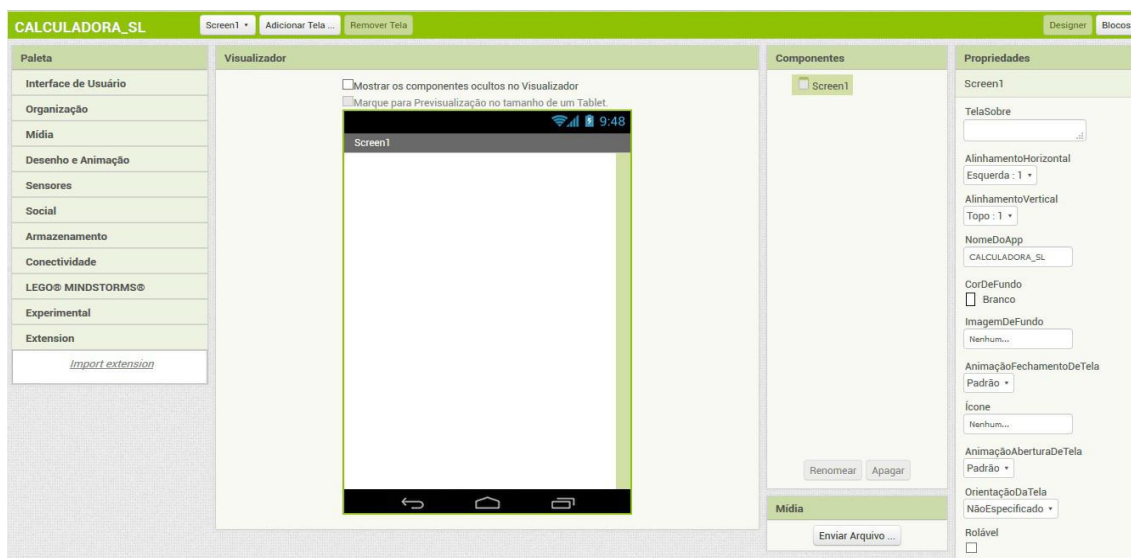 CALCULADORA_SL
Screen1
Adicionar Tela ...
Remover Tela
Designer
Blocos
Paleta
Interface de Usuário
Organização
Mídia
Desenho e Animação
Sensores
Social
Armazenamento
Conectividade
LEGO® MINDSTORMS®
Experimental
Extension
Import extension
Visualizador
Mostrar os componentes ocultos no Visualizador
Marque para Previsualização no tamanho de um Tablet.
9:48
Screen1
Componentes
Screen1
Renomear
Apagar
Mídia
Enviar Arquivo ...
Propriedades
Screen1
TelaSobre
AlinhamentoHorizontal
Esquerda : 1
AlinhamentoVertical
Topo : 1
NomeDoApp
CALCULADORA_SL
CorDeFundo
Branco
ImagemDeFundo
Nenhum...
AnimaçãoFechamentoDeTela
Padrão
Ícone
Nenhum...
AnimaçãoAberturaDeTela
Padrão
OrientaçãoDaTela
NãoEspecificado
Rolável